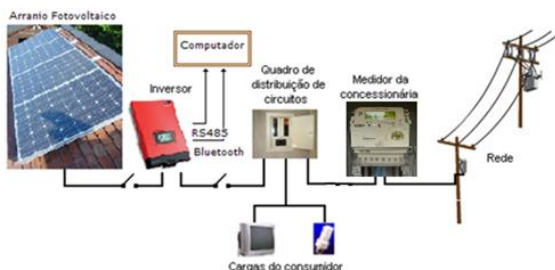 Arranjo Fotovoltaico
Computador
Inversor
RS485
Bluetooth
Quadro de
distribuição de
circuitos
Medidor da
concessionária
Rede
Cargas do consumidor